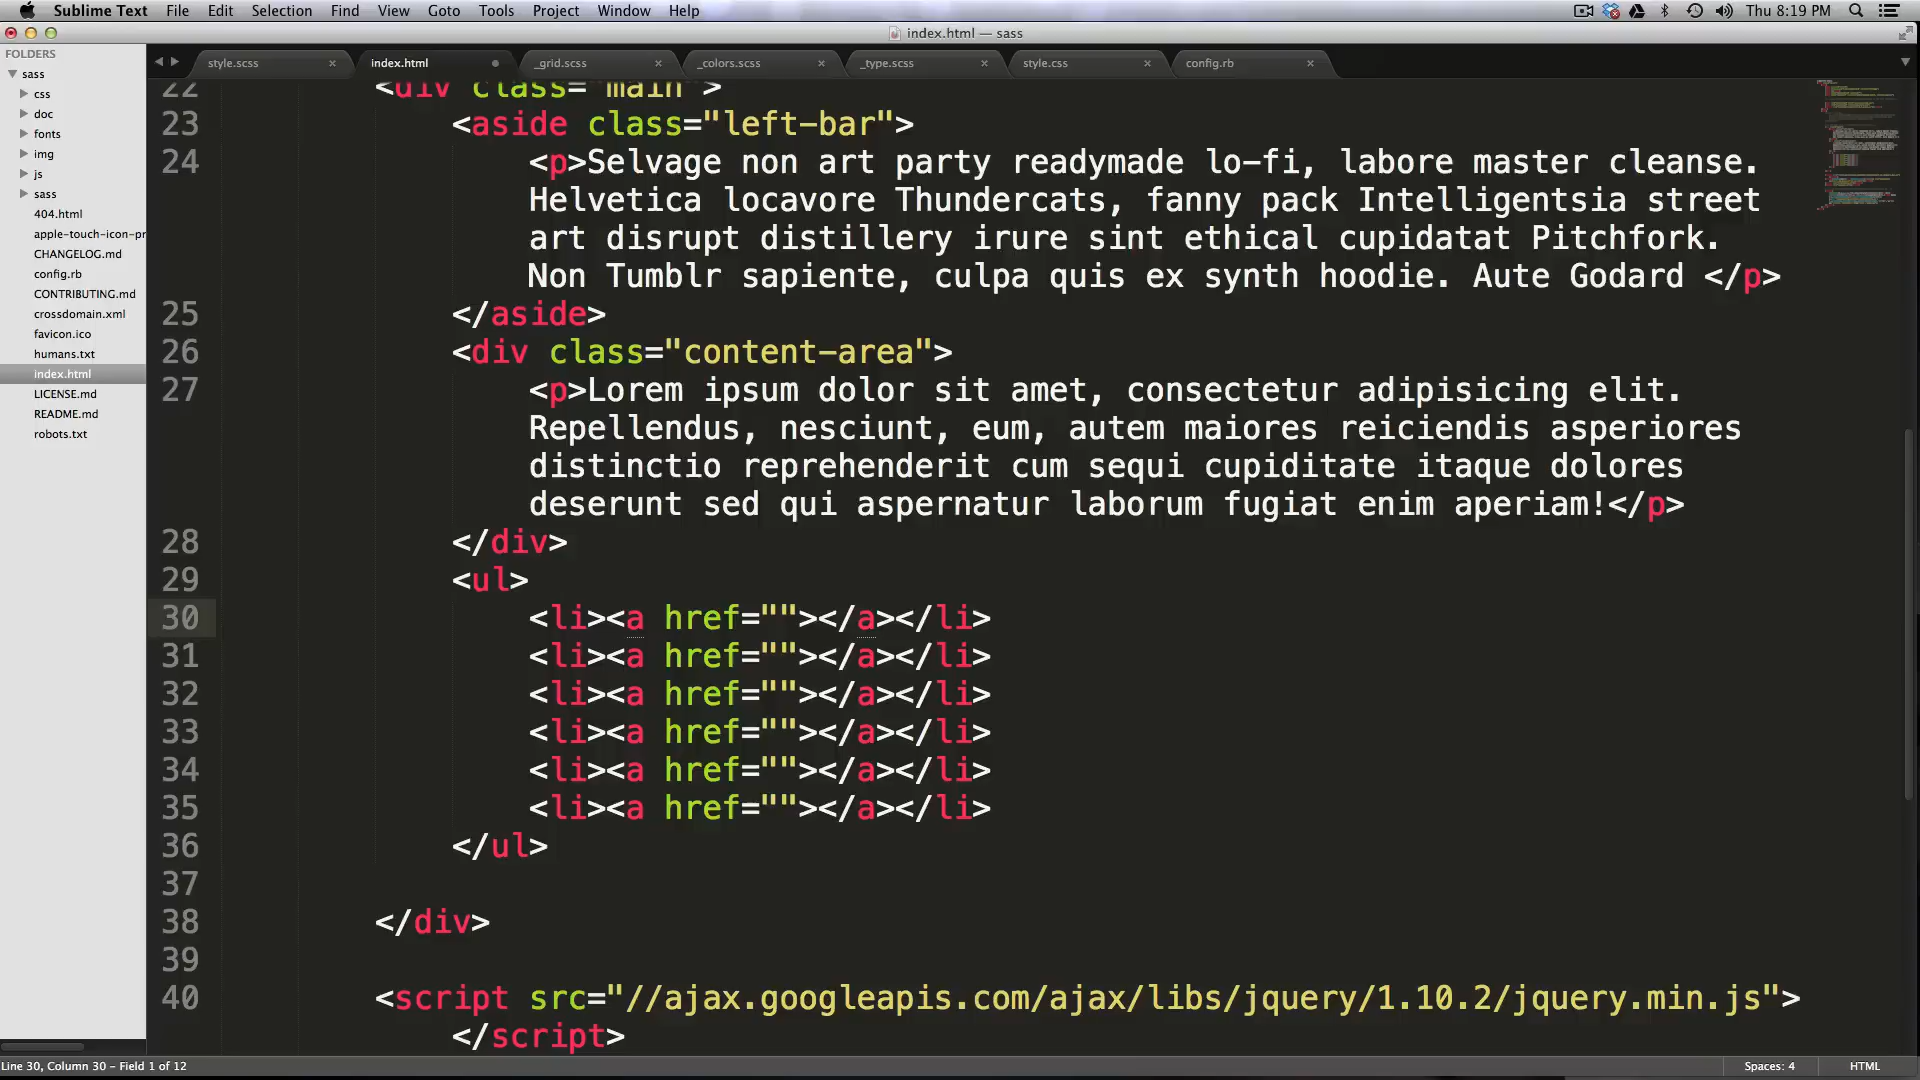 Sublime Text File Edit Selection Find View Goto Tools Project Window Help Thu 8:19 PM
index.html — sass
FOLDERS
sass
css
doc
fonts
img
js
sass
404.html
apple-touch-icon-pr
CHANGELOG.md
config.rb
CONTRIBUTING.md
crossdomain.xml
favicon.ico
humans.txt
index.html
LICENSE.md
README.md
robots.txt
style.scss index.html _grid.scss _colors.scss _type.scss style.css config.rb
22 <div class="main">
23 <aside class="left-bar">
24 <p>Selvage non art party readymade lo-fi, labore master cleanse.
Helvetica locavore Thundercats, fanny pack Intelligentsia street
art disrupt distillery irure sint ethical cupidatat Pitchfork.
Non Tumblr sapiente, culpa quis ex synth hoodie. Aute Godard </p>
25 </aside>
26 <div class="content-area">
27 <p>Lorem ipsum dolor sit amet, consectetur adipisicing elit.
Repellendus, nesciunt, eum, autem maiores reiciendis asperiores
distinctio reprehenderit cum sequi cupiditate itaque dolores
deserunt sed qui aspernatur laborum fugiat enim aperiam!</p>
28 </div>
29 <ul>
30 <li><a href=""></a></li>
31 <li><a href=""></a></li>
32 <li><a href=""></a></li>
33 <li><a href=""></a></li>
34 <li><a href=""></a></li>
35 <li><a href=""></a></li>
36 </ul>
37
38 </div>
39
40 <script src="//ajax.googleapis.com/ajax/libs/jquery/1.10.2/jquery.min.js">
</script>
Line 30, Column 30 – Field 1 of 12 Spaces: 4 HTML